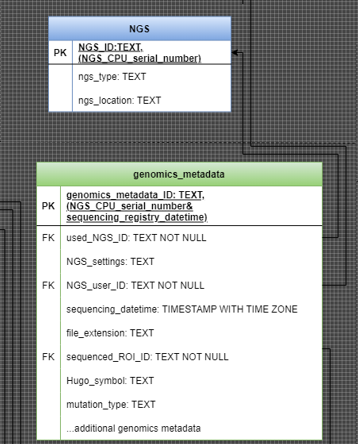 NGS
PK NGS_ID:TEXT,
(NGS_CPU_serial_number)
ngs_type: TEXT
ngs_location: TEXT
genomics_metadata
genomics_metadata_ID: TEXT,
PK (NGS_CPU_serial_number&
sequencing_registry_datetime)
FK used_NGS_ID: TEXT NOT NULL
NGS_settings: TEXT
FK NGS_user_ID: TEXT NOT NULL
sequencing_datetime: TIMESTAMP WITH TIME ZONE
file_extension: TEXT
FK sequenced_ROI_ID: TEXT NOT NULL
Hugo_symbol: TEXT
mutation_type: TEXT
...additional genomics metadata